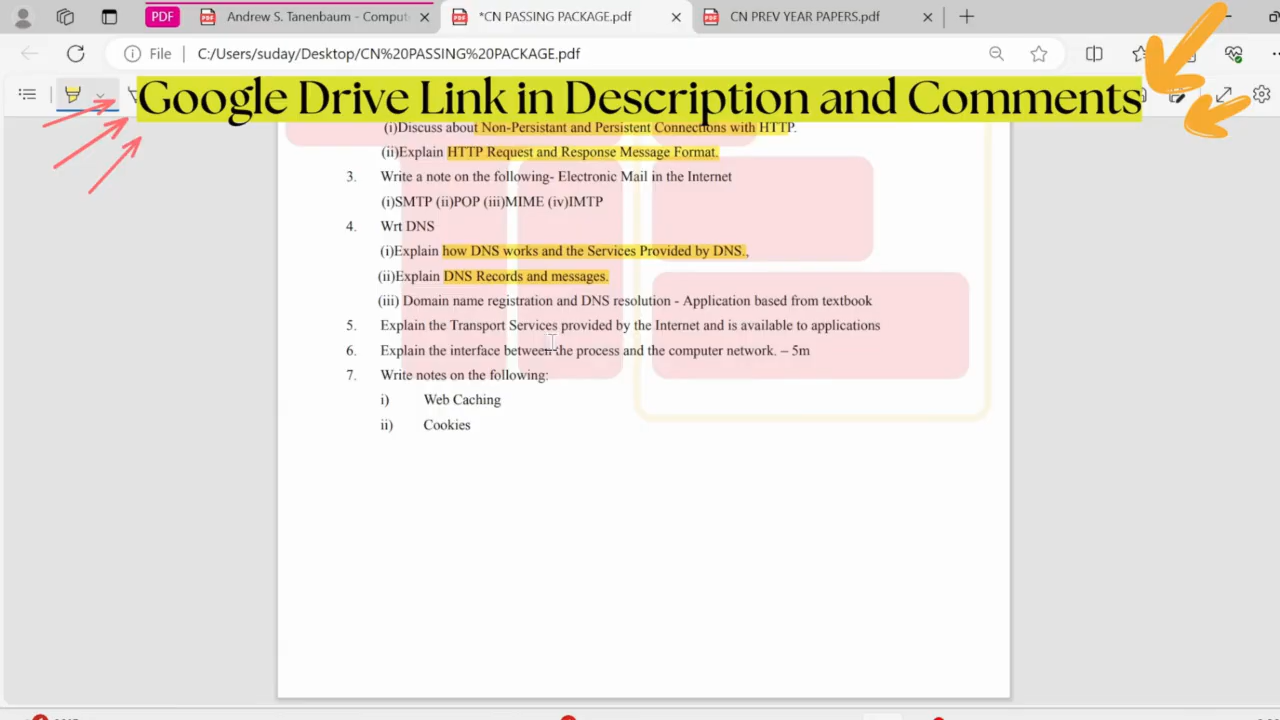 PDF
Andrew S. Tanenbaum - Comput
*CN PASSING PACKAGE.pdf
CN PREV YEAR PAPERS.pdf
File
C:/Users/suday/Desktop/CN%20PASSING%20PACKAGE.pdf
Google Drive Link in Description and Comments
(i)Discuss about Non-Persistant and Persistent Connections with HTTP.
(ii)Explain HTTP Request and Response Message Format.
3. Write a note on the following- Electronic Mail in the Internet
(i)SMTP (ii)POP (iii)MIME (iv)IMTP
4. Wrt DNS
(i)Explain how DNS works and the Services Provided by DNS.,
(ii)Explain DNS Records and messages.
(iii) Domain name registration and DNS resolution - Application based from textbook
5. Explain the Transport Services provided by the Internet and is available to applications
6. Explain the interface between the process and the computer network. – 5m
7. Write notes on the following:
i) Web Caching
ii) Cookies